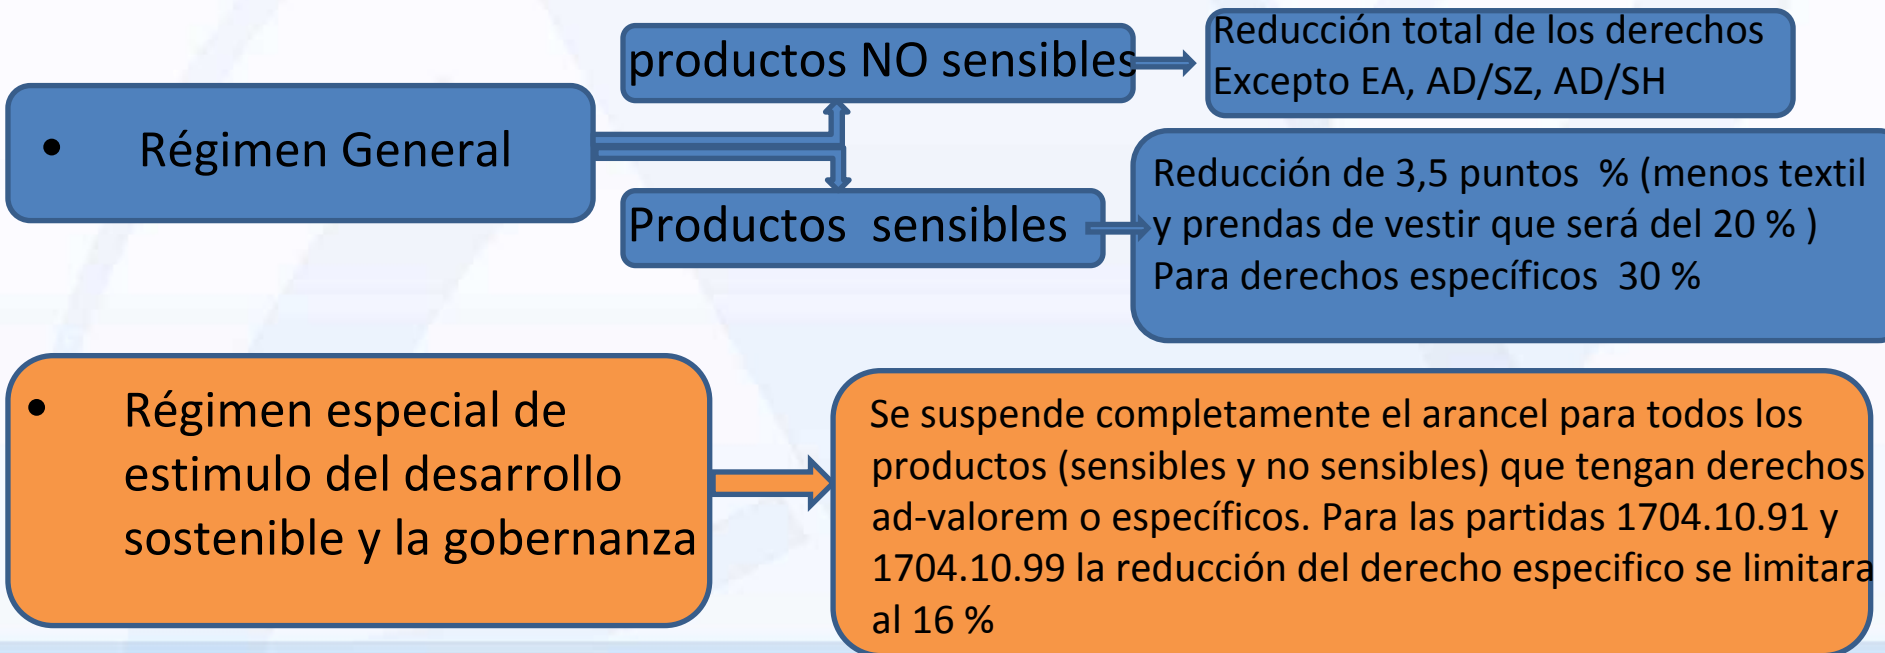 • Régimen General
productos NO sensibles
Reducción total de los derechos
Excepto EA, AD/SZ, AD/SH
Productos sensibles
Reducción de 3,5 puntos % (menos textil
y prendas de vestir que será del 20 % )
Para derechos específicos 30 %
• Régimen especial de
estimulo del desarrollo
sostenible y la gobernanza
Se suspende completamente el arancel para todos los
productos (sensibles y no sensibles) que tengan derechos
ad-valorem o específicos. Para las partidas 1704.10.91 y
1704.10.99 la reducción del derecho especifico se limitara
al 16 %